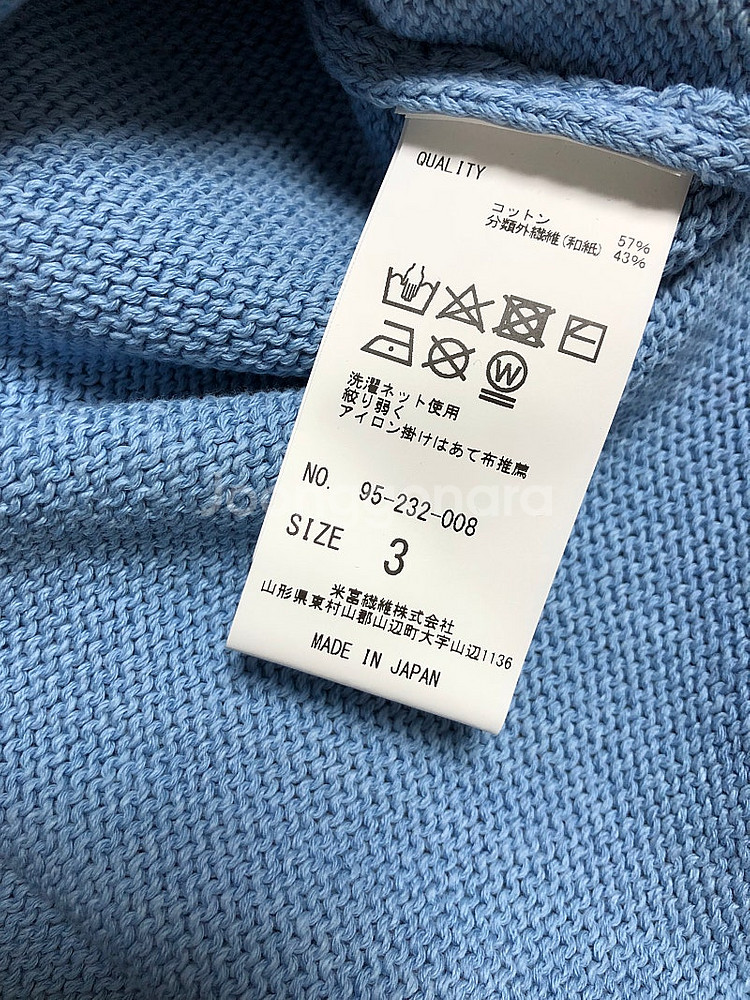 QUALITY
コットン 57%
分類外繊維(和紙) 43%
W
洗濯ネット使用
絞り弱く
アイロン掛けはあて布推薦
NO. 95-232-008
SIZE 3
米富繊維株式会社
山形県東村山郡山辺町大字山辺1136
MADE IN JAPAN
Joonggonara